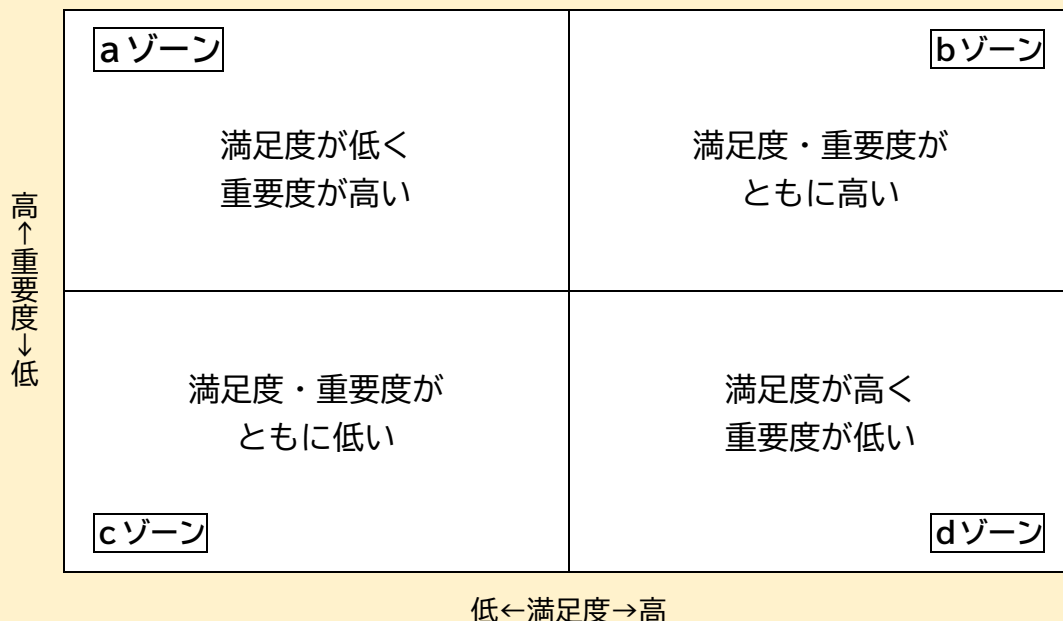 aゾーン
bゾーン
満足度が低く
重要度が高い
満足度・重要度が
ともに高い
高↑重要度↓低
満足度・重要度が
ともに低い
満足度が高く
重要度が低い
cゾーン
dゾーン
低←満足度→高